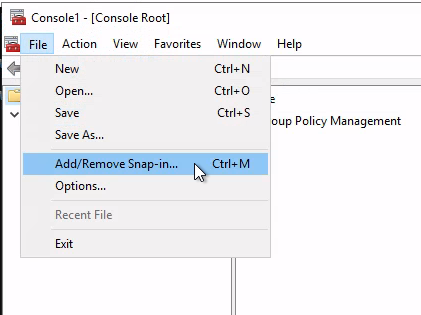 Console1 - [Console Root]
File Action View Favorites Window Help
New Ctrl+N
Open... Ctrl+O
Save Ctrl+S
Save As...
Add/Remove Snap-in... Ctrl+M
Options...
Recent File
Exit
e
oup Policy Management